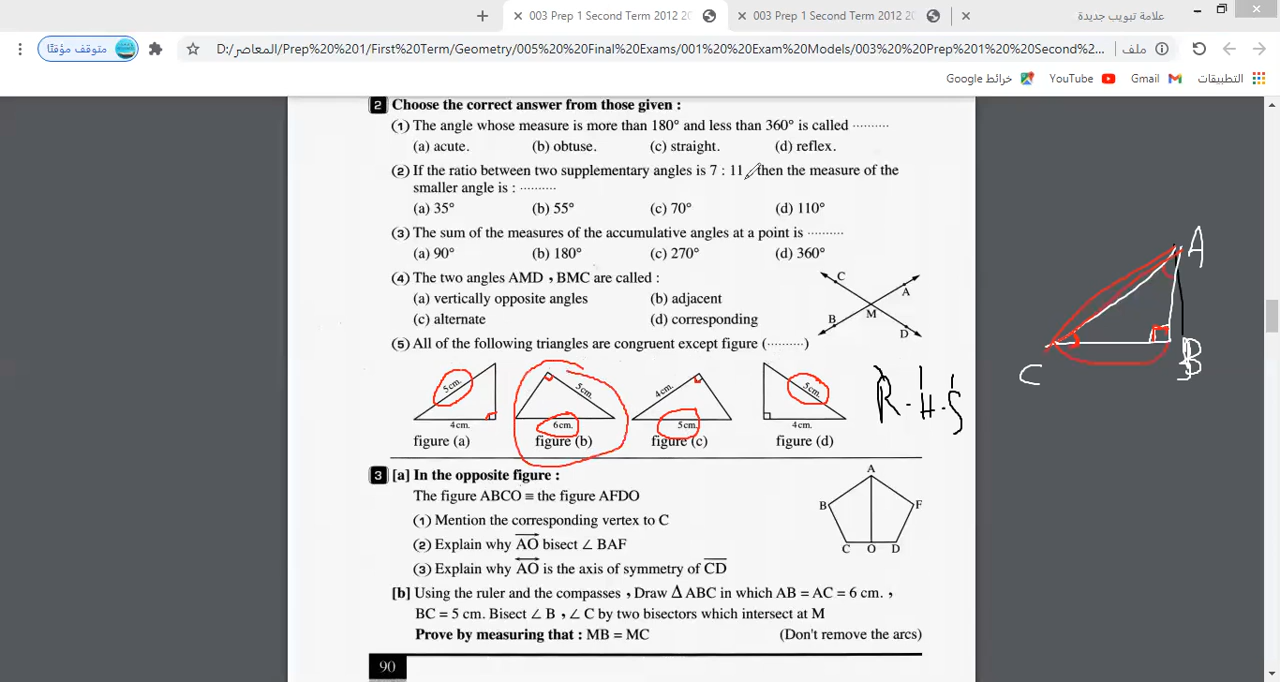 003 Prep 1 Second Term 2012 20
003 Prep 1 Second Term 2012 20
علامة تبويب جديدة
متوقف مؤقتًا
D:/المعاصر/Prep%20%201/First%20Term/Geometry/005%20%20Final%20Exams/001%20%20Exam%20Models/003%20%20Prep%201%20%20Second%2...
ملف
خرائط Google
YouTube
Gmail
التطبيقات
2 Choose the correct answer from those given :
(1) The angle whose measure is more than 180° and less than 360° is called ··········
(a) acute. (b) obtuse. (c) straight. (d) reflex.
(2) If the ratio between two supplementary angles is 7 : 11 , then the measure of the
smaller angle is : ··········
(a) 35° (b) 55° (c) 70° (d) 110°
(3) The sum of the measures of the accumulative angles at a point is ··········
(a) 90° (b) 180° (c) 270° (d) 360°
(4) The two angles AMD , BMC are called :
(a) vertically opposite angles (b) adjacent
(c) alternate (d) corresponding
C
A
M
B
D
(5) All of the following triangles are congruent except figure (··········)
5cm.
4cm.
figure (a)
5cm.
6cm.
figure (b)
4cm.
5cm.
figure (c)
5cm.
4cm.
figure (d)
R-H-S
A
B
C
3 [a] In the opposite figure :
The figure ABCO ≡ the figure AFDO
(1) Mention the corresponding vertex to C
(2) Explain why AO bisect ∠ BAF
(3) Explain why AO is the axis of symmetry of CD
A
B
F
C O D
[b] Using the ruler and the compasses , Draw Δ ABC in which AB = AC = 6 cm. ,
BC = 5 cm. Bisect ∠ B , ∠ C by two bisectors which intersect at M
Prove by measuring that : MB = MC (Don't remove the arcs)
90